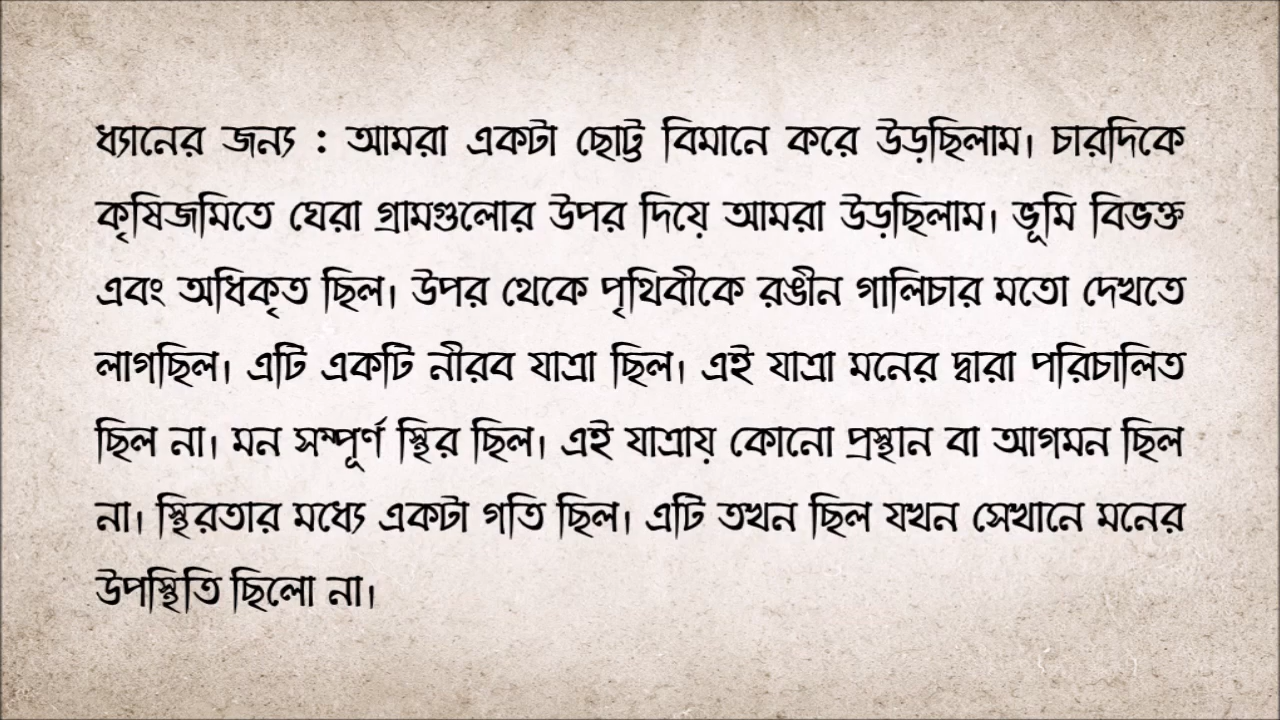 ধ্যানের জন্য : আমরা একটা ছোট্ট বিমানে করে উড়ছিলাম। চারদিকে
কৃষিজমিতে ঘেরা গ্রামগুলোর উপর দিয়ে আমরা উড়ছিলাম। ভূমি বিভক্ত
এবং অধিকৃত ছিল। উপর থেকে পৃথিবীকে রঙীন গালিচার মতো দেখতে
লাগছিল। এটি একটি নীরব যাত্রা ছিল। এই যাত্রা মনের দ্বারা পরিচালিত
ছিল না। মন সম্পূর্ণ স্থির ছিল। এই যাত্রায় কোনো প্রস্থান বা আগমন ছিল
না। স্থিরতার মধ্যে একটা গতি ছিল। এটি তখন ছিল যখন সেখানে মনের
উপস্থিতি ছিলো না।